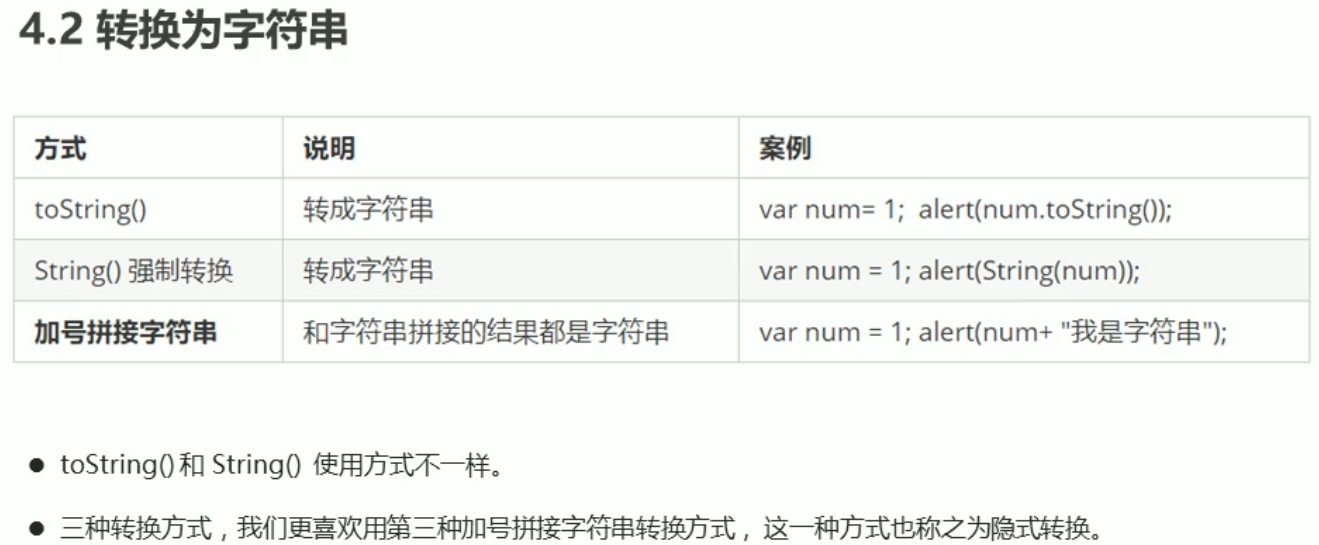 4.2 转换为字符串
方式 说明 案例
toString() 转成字符串 var num= 1;  alert(num.toString());
String() 强制转换 转成字符串 var num = 1; alert(String(num));
加号拼接字符串 和字符串拼接的结果都是字符串 var num = 1; alert(num+ "我是字符串");
● toString()和 String()  使用方式不一样。
● 三种转换方式，我们更喜欢用第三种加号拼接字符串转换方式，这一种方式也称之为隐式转换。